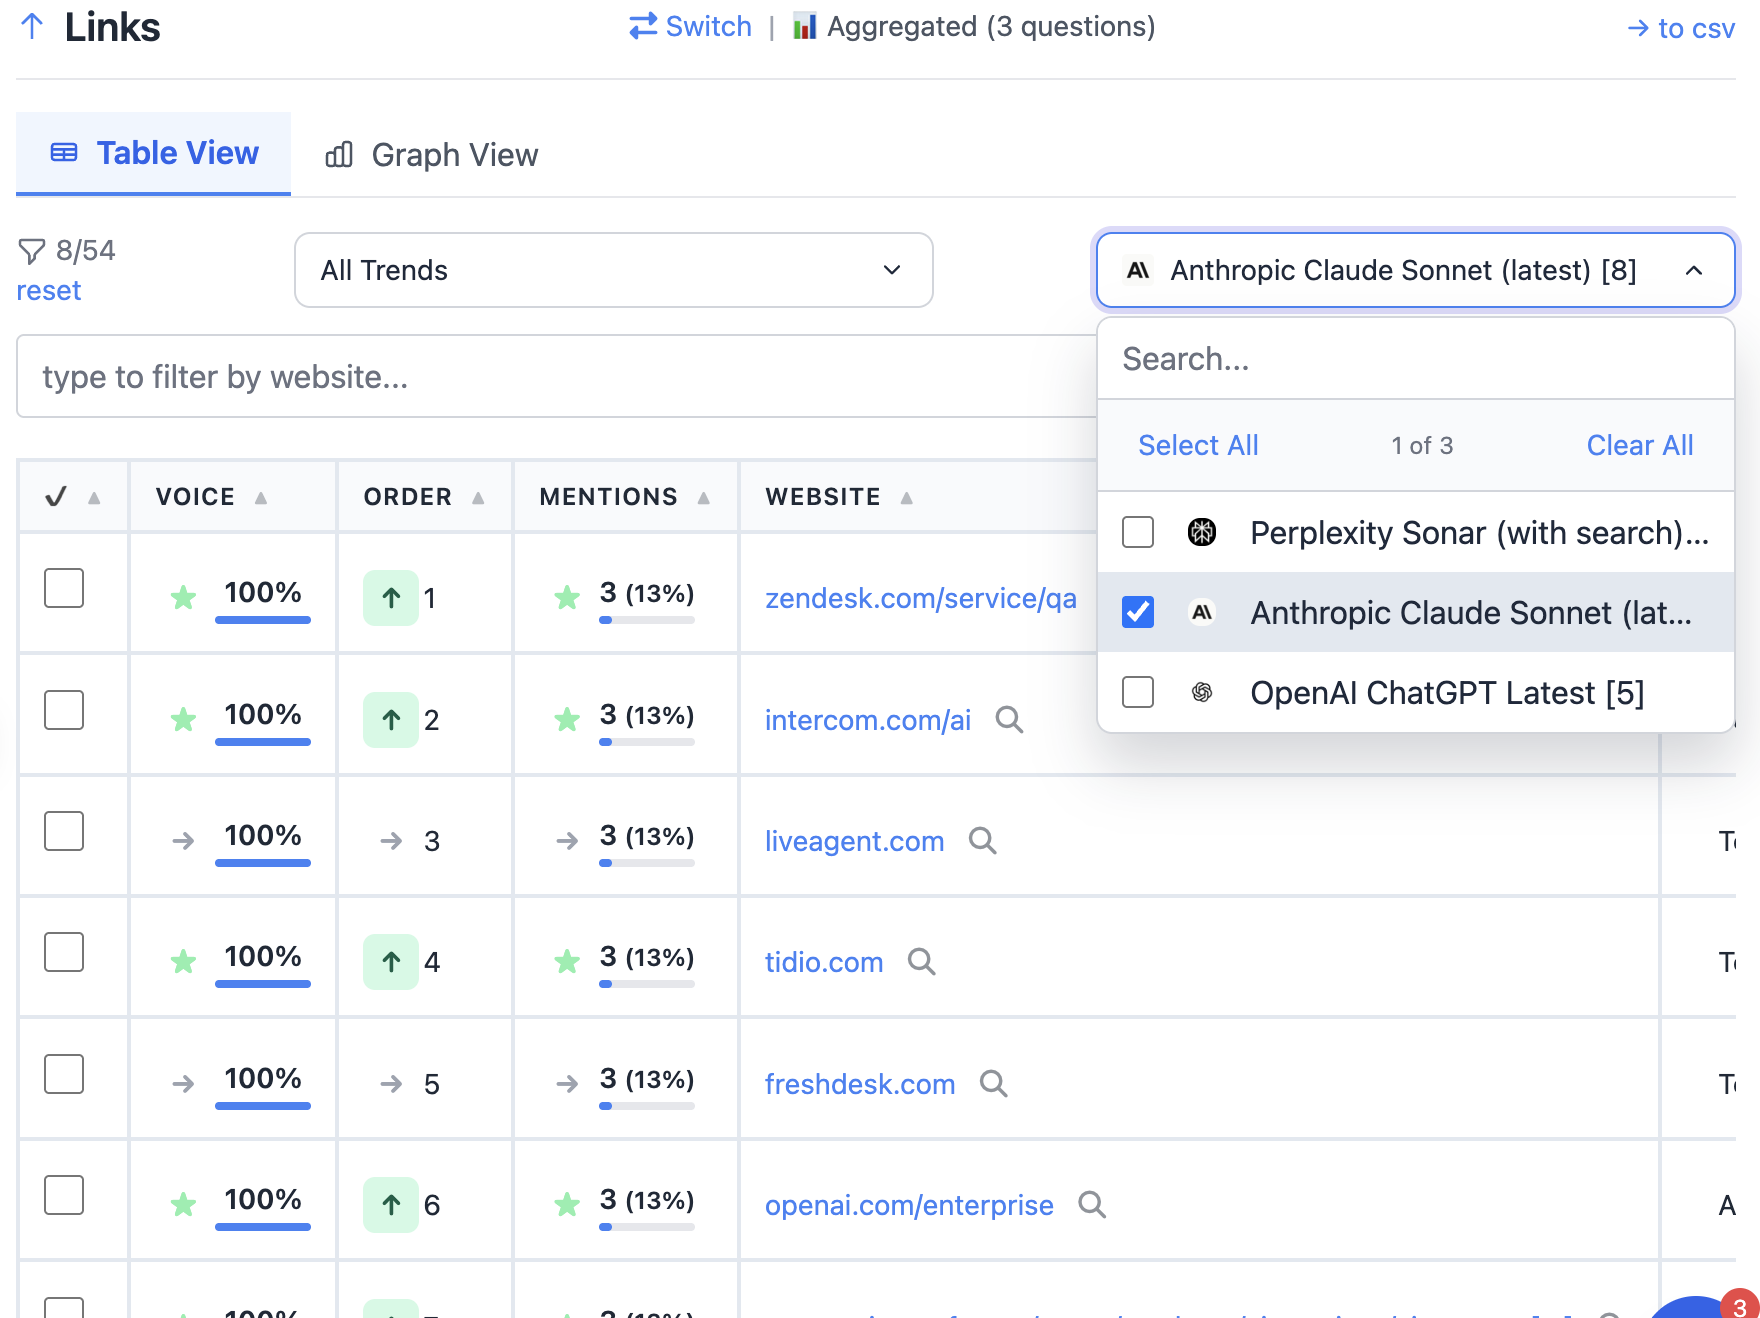 ↑ Links
Switch | Aggregated (3 questions)
→ to csv
Table View
Graph View
8/54
reset
All Trends
Anthropic Claude Sonnet (latest) [8]
type to filter by website...
Search...
Select All 1 of 3 Clear All
Perplexity Sonar (with search)...
Anthropic Claude Sonnet (lat...
OpenAI ChatGPT Latest [5]
✓ ▲ VOICE ▲ ORDER ▲ MENTIONS ▲ WEBSITE ▲
100% ↑ 1 3 (13%) zendesk.com/service/qa
100% ↑ 2 3 (13%) intercom.com/ai
→ 100% → 3 → 3 (13%) liveagent.com
100% ↑ 4 3 (13%) tidio.com
→ 100% → 5 → 3 (13%) freshdesk.com
100% ↑ 6 3 (13%) openai.com/enterprise A
3